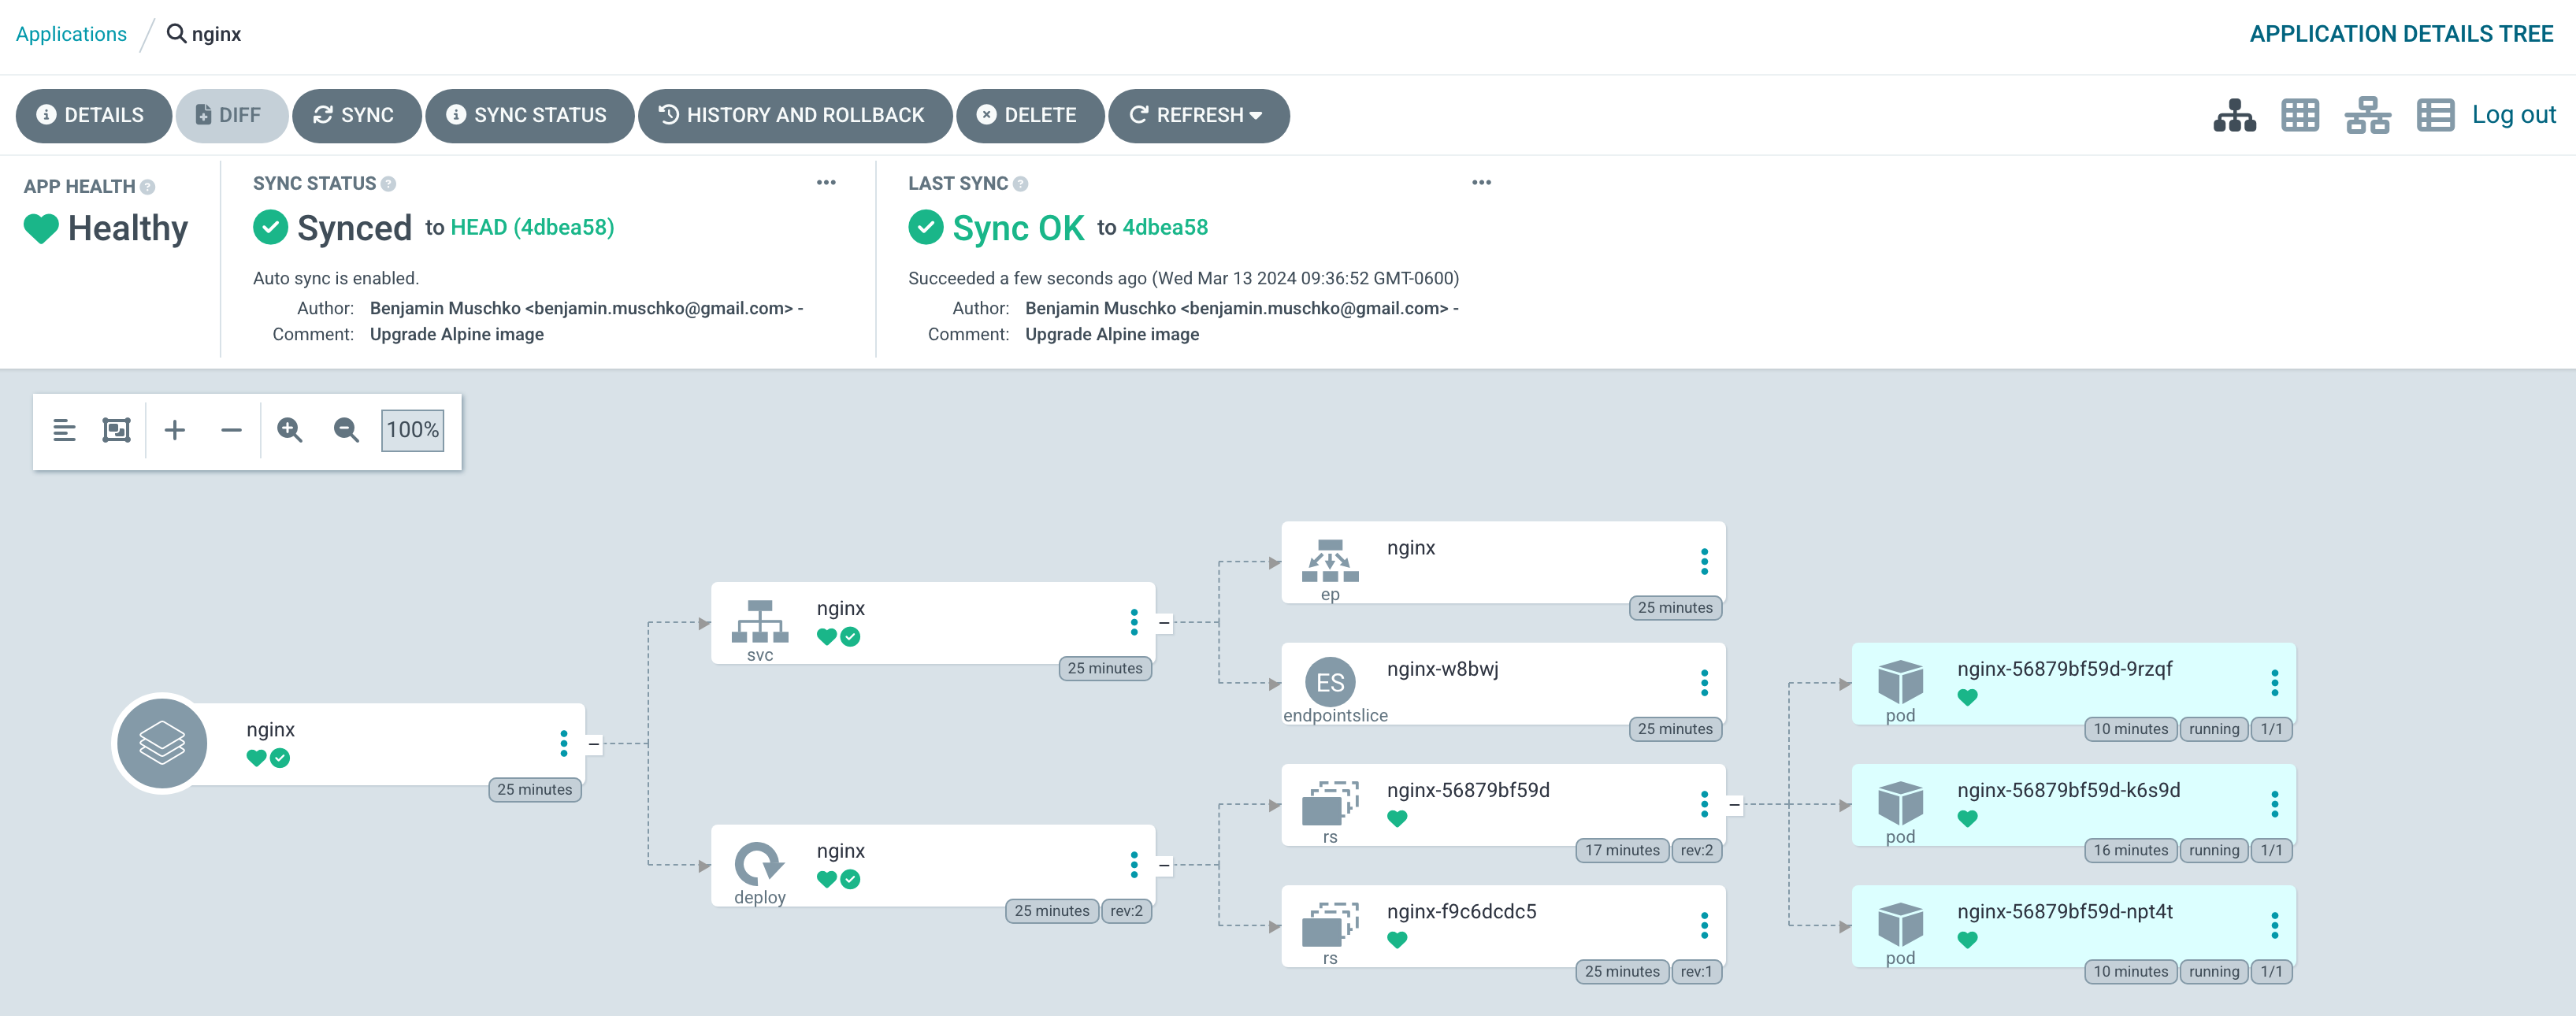 Applications / nginx
APPLICATION DETAILS TREE
DETAILS
DIFF
SYNC
SYNC STATUS
HISTORY AND ROLLBACK
DELETE
REFRESH
Log out
APP HEALTH
Healthy
SYNC STATUS
Synced to HEAD (4dbea58)
Auto sync is enabled.
Author: Benjamin Muschko <benjamin.muschko@gmail.com> -
Comment: Upgrade Alpine image
LAST SYNC
Sync OK to 4dbea58
Succeeded a few seconds ago (Wed Mar 13 2024 09:36:52 GMT-0600)
Author: Benjamin Muschko <benjamin.muschko@gmail.com> -
Comment: Upgrade Alpine image
100%
nginx
25 minutes
nginx
svc
25 minutes
nginx
deploy
25 minutes rev:2
nginx
ep
25 minutes
ES
nginx-w8bwj
endpointslice
25 minutes
nginx-56879bf59d
rs
17 minutes rev:2
nginx-f9c6dcdc5
rs
25 minutes rev:1
nginx-56879bf59d-9rzqf
pod
10 minutes running 1/1
nginx-56879bf59d-k6s9d
pod
16 minutes running 1/1
nginx-56879bf59d-npt4t
pod
10 minutes running 1/1